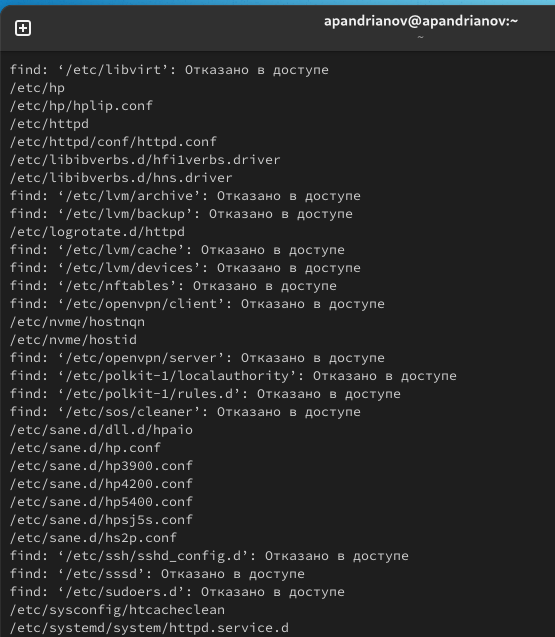 apandrianov@apandrianov:~
~
find: ‘/etc/libvirt’: Отказано в доступе
/etc/hp
/etc/hp/hplip.conf
/etc/httpd
/etc/httpd/conf/httpd.conf
/etc/libibverbs.d/hfi1verbs.driver
/etc/libibverbs.d/hns.driver
find: ‘/etc/lvm/archive’: Отказано в доступе
find: ‘/etc/lvm/backup’: Отказано в доступе
/etc/logrotate.d/httpd
find: ‘/etc/lvm/cache’: Отказано в доступе
find: ‘/etc/lvm/devices’: Отказано в доступе
find: ‘/etc/nftables’: Отказано в доступе
find: ‘/etc/openvpn/client’: Отказано в доступе
/etc/nvme/hostnqn
/etc/nvme/hostid
find: ‘/etc/openvpn/server’: Отказано в доступе
find: ‘/etc/polkit-1/localauthority’: Отказано в доступе
find: ‘/etc/polkit-1/rules.d’: Отказано в доступе
find: ‘/etc/sos/cleaner’: Отказано в доступе
/etc/sane.d/dll.d/hpaio
/etc/sane.d/hp.conf
/etc/sane.d/hp3900.conf
/etc/sane.d/hp4200.conf
/etc/sane.d/hp5400.conf
/etc/sane.d/hpsj5s.conf
/etc/sane.d/hs2p.conf
find: ‘/etc/ssh/sshd_config.d’: Отказано в доступе
find: ‘/etc/sssd’: Отказано в доступе
find: ‘/etc/sudoers.d’: Отказано в доступе
/etc/sysconfig/htcacheclean
/etc/systemd/system/httpd.service.d